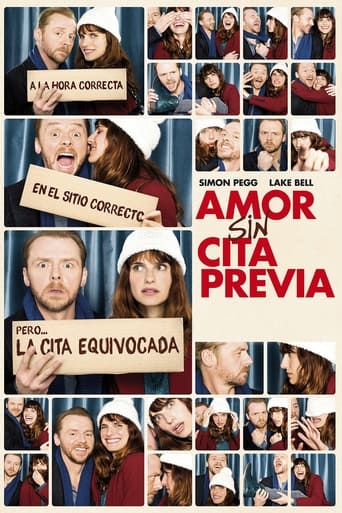 A LA HORA CORRECTA
EN EL SITIO CORRECTO
SIMON PEGG LAKE BELL
AMOR
SIN
CITA
PREVIA
PERO...
LA CITA EQUIVOCADA